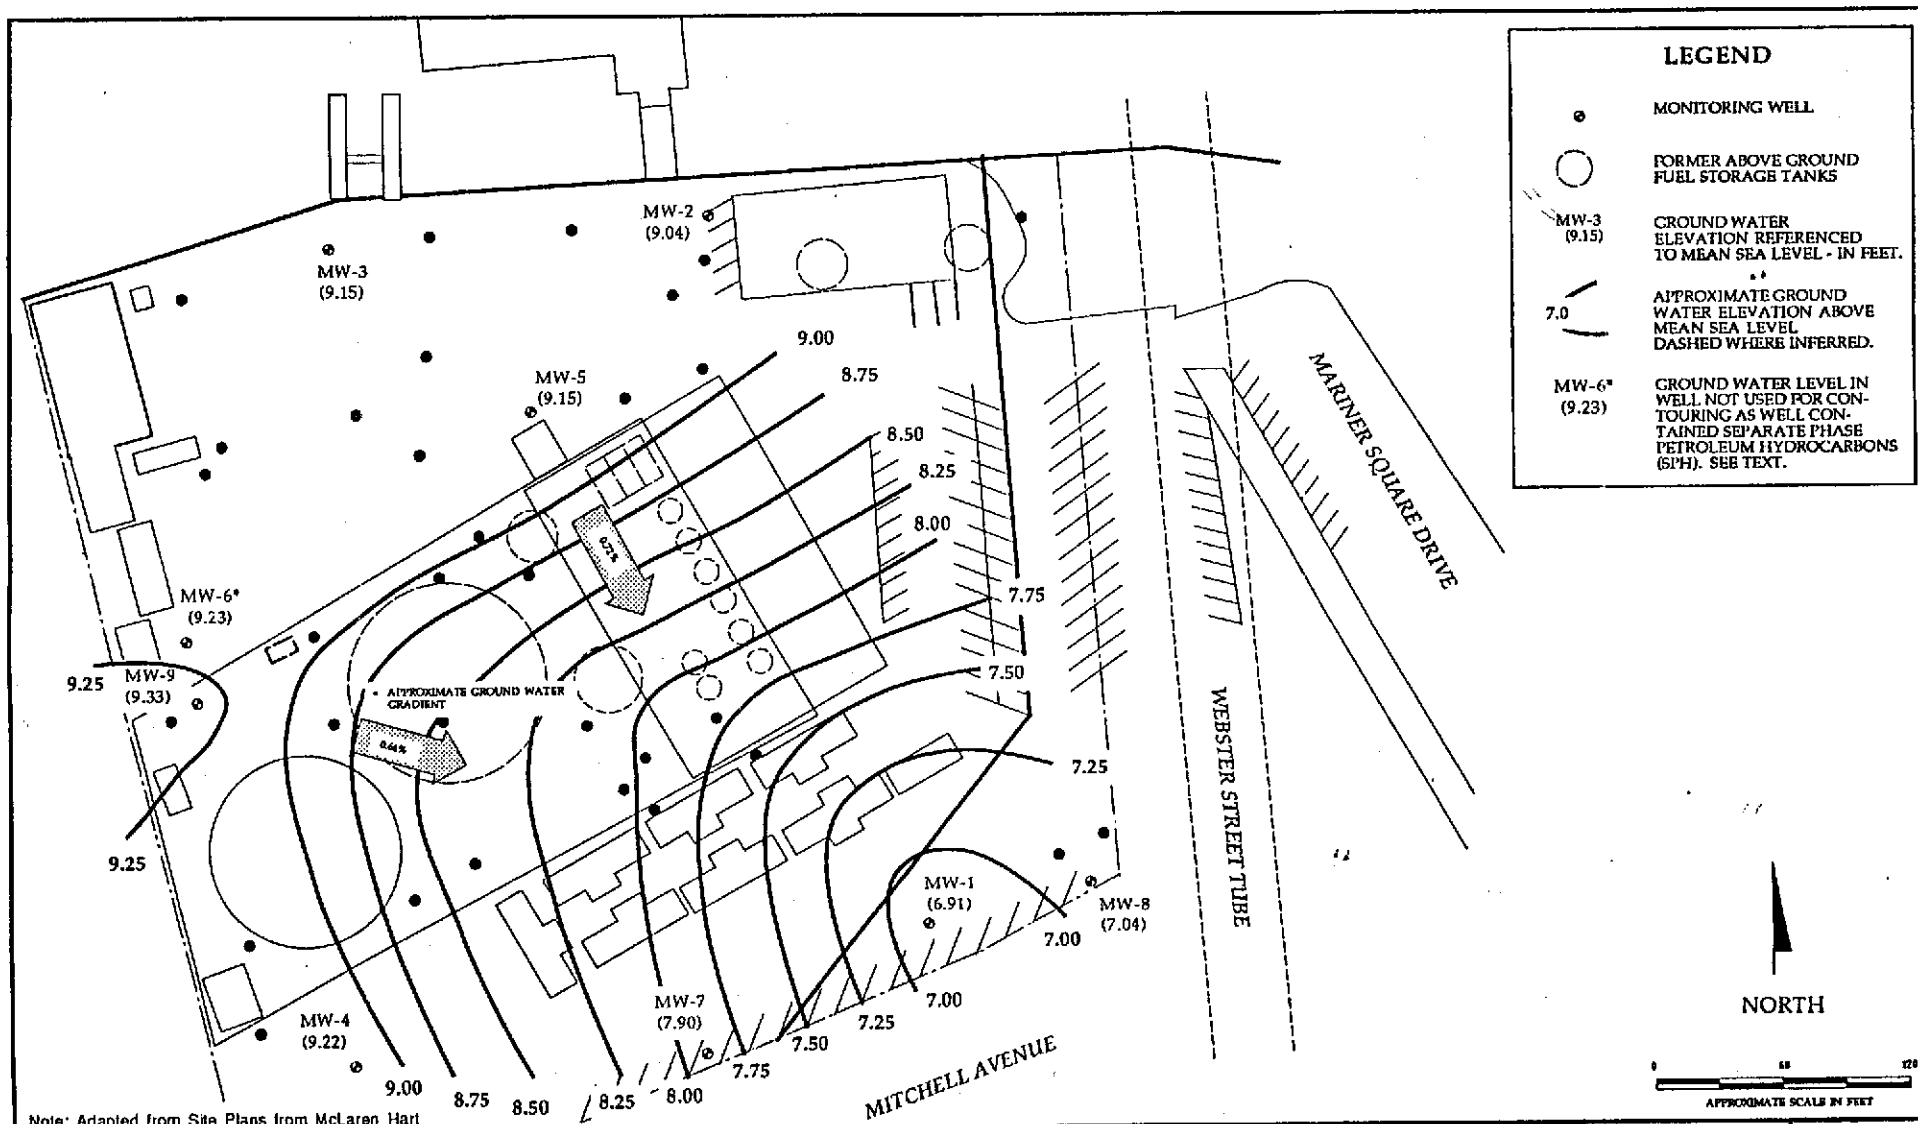 LEGEND
MONITORING WELL
FORMER ABOVE GROUND
FUEL STORAGE TANKS
MW-3
(9.15)
GROUND WATER
ELEVATION REFERENCED
TO MEAN SEA LEVEL - IN FEET.
7.0
APPROXIMATE GROUND
WATER ELEVATION ABOVE
MEAN SEA LEVEL
DASHED WHERE INFERRED.
MW-6*
(9.23)
GROUND WATER LEVEL IN
WELL NOT USED FOR CON-
TOURING AS WELL CON-
TAINED SEPARATE PHASE
PETROLEUM HYDROCARBONS
(SPH). SEE TEXT.
MW-2
(9.04)
MW-3
(9.15)
9.00
8.75
MW-5
(9.15)
8.50
8.25
8.00
0.72%
7.75
MW-6*
(9.23)
9.25
MW-9
(9.33)
APPROXIMATE GROUND WATER
GRADIENT
0.64%
7.50
7.25
9.25
MW-1
(6.91)
MW-8
(7.04)
7.00
MW-7
(7.90)
MW-4
(9.22)
9.00
8.75
8.50
8.25
8.00
7.75
7.50
7.25
7.00
MITCHELL AVENUE
WEBSTER STREET TUBE
MARINER SQUARE DRIVE
NORTH
0 60 120
APPROXIMATE SCALE IN FEET
Note: Adapted from Site Plans from McLaren Hart